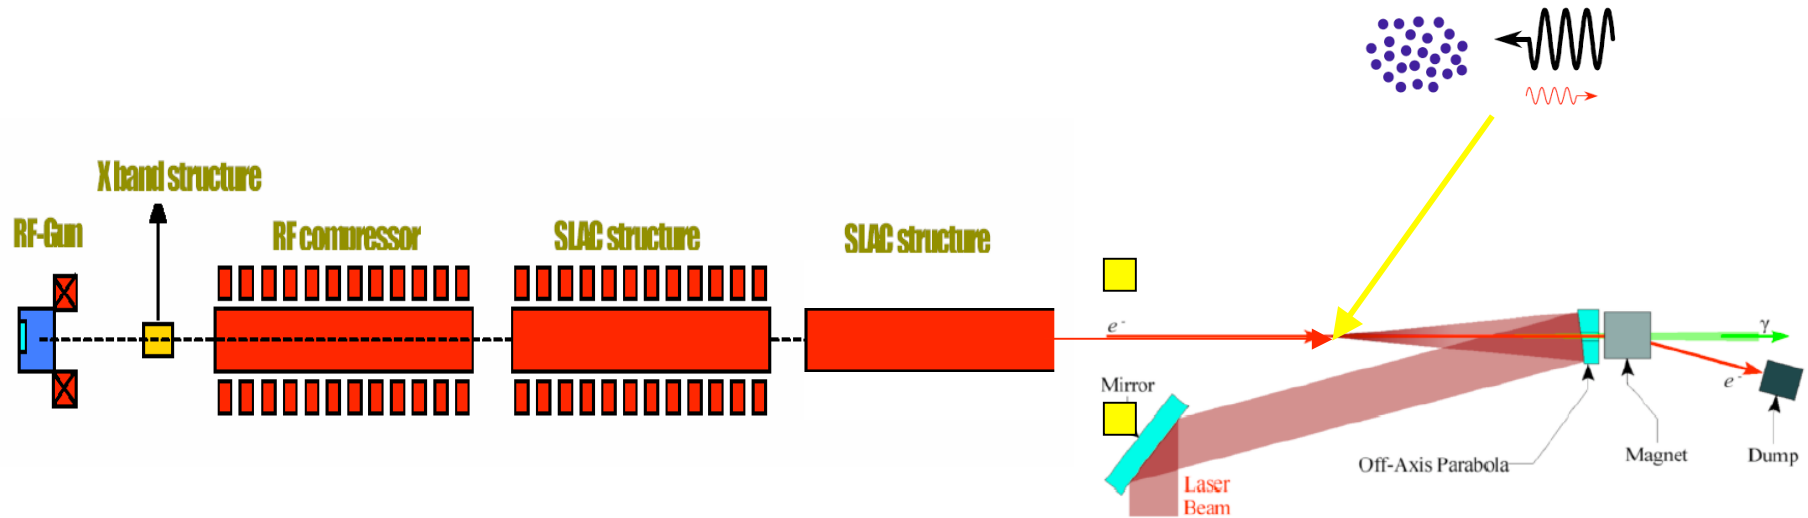 X band structure
RF-Gun
RF compressor
SLAC structure
SLAC structure
e-
γ
Mirror
e-
Off-Axis Parabola
Magnet
Dump
Laser
Beam